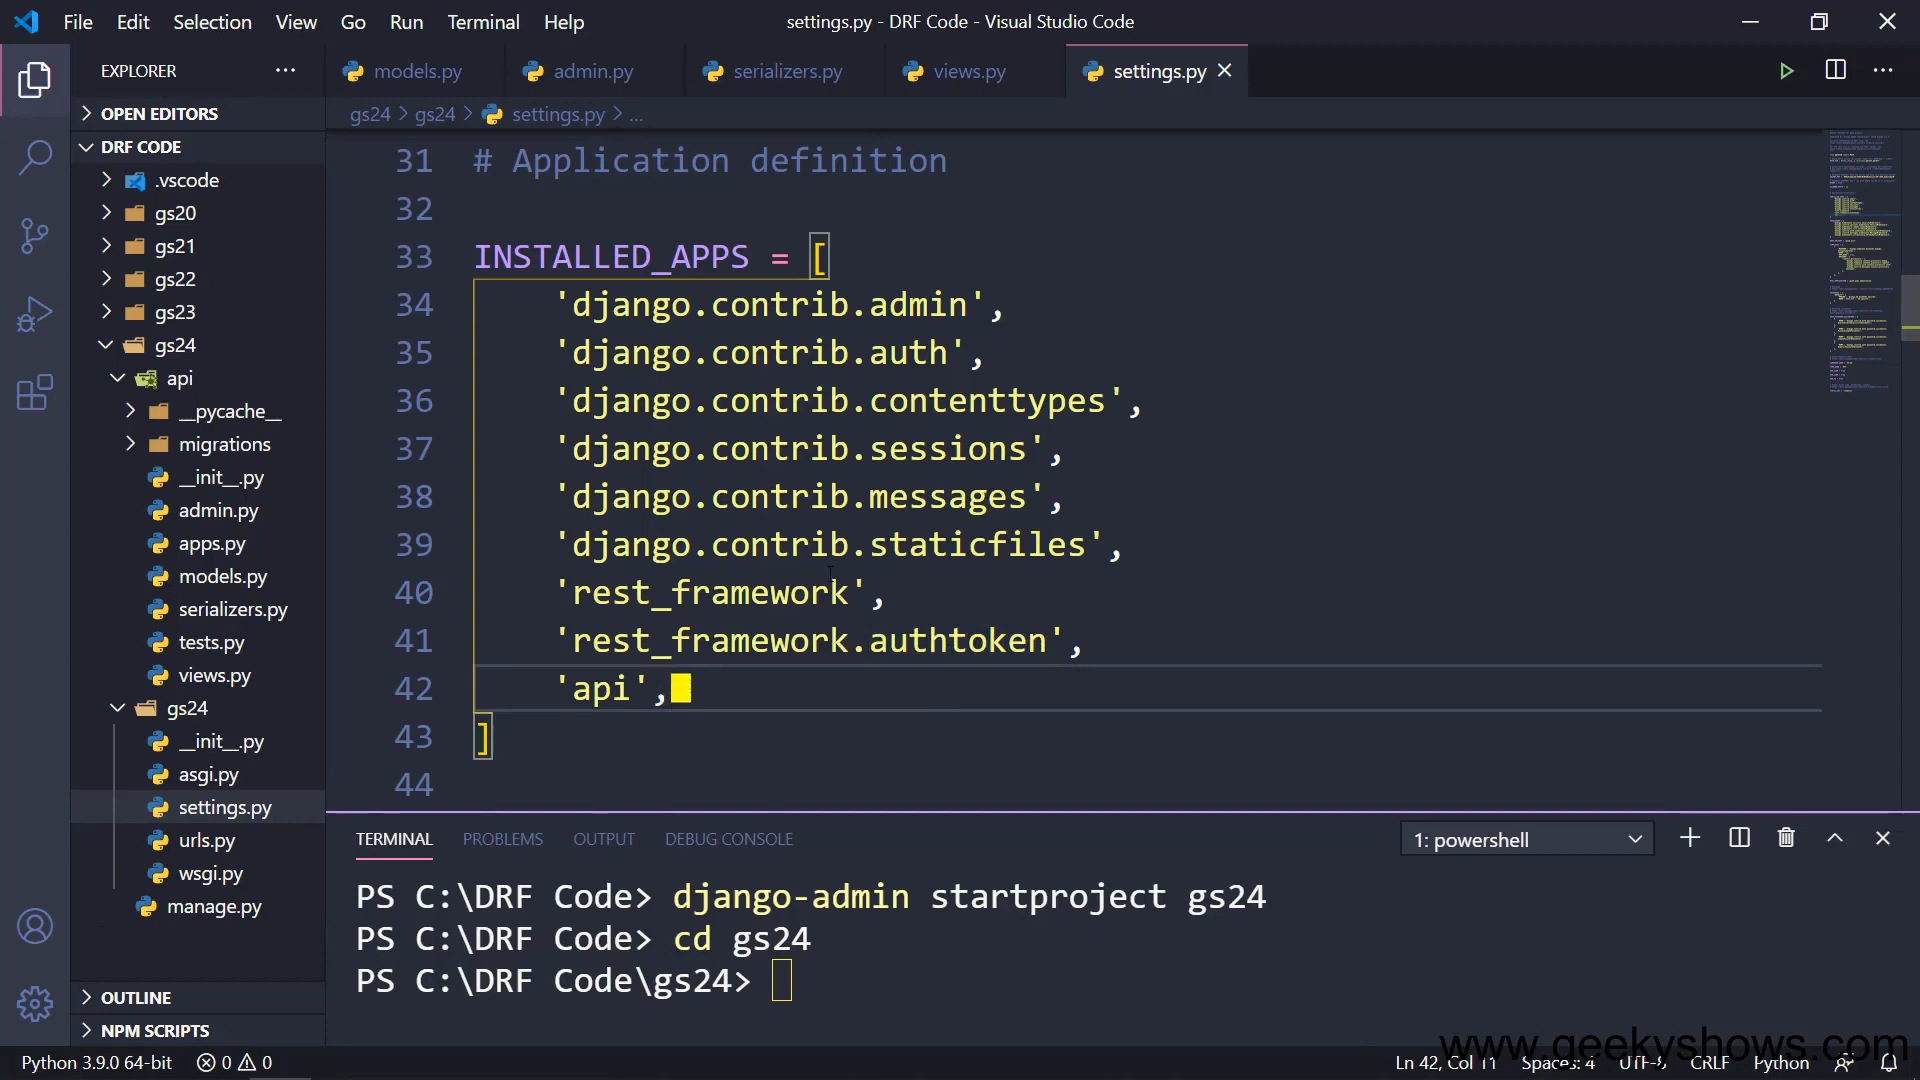 File Edit Selection View Go Run Terminal Help
settings.py - DRF Code - Visual Studio Code
EXPLORER
OPEN EDITORS
DRF CODE
.vscode
gs20
gs21
gs22
gs23
gs24
api
__pycache__
migrations
__init__.py
admin.py
apps.py
models.py
serializers.py
tests.py
views.py
gs24
__init__.py
asgi.py
settings.py
urls.py
wsgi.py
manage.py
OUTLINE
NPM SCRIPTS
models.py admin.py serializers.py views.py settings.py
gs24 > gs24 > settings.py > ...
31 # Application definition
32
33 INSTALLED_APPS = [
34 'django.contrib.admin',
35 'django.contrib.auth',
36 'django.contrib.contenttypes',
37 'django.contrib.sessions',
38 'django.contrib.messages',
39 'django.contrib.staticfiles',
40 'rest_framework',
41 'rest_framework.authtoken',
42 'api',
43 ]
44
TERMINAL PROBLEMS OUTPUT DEBUG CONSOLE 1: powershell
PS C:\DRF Code> django-admin startproject gs24
PS C:\DRF Code> cd gs24
PS C:\DRF Code\gs24>
www.geekyshows.com
Python 3.9.0 64-bit 0 0 Ln 42, Col 11 Spaces: 4 UTF-8 CRLF Python